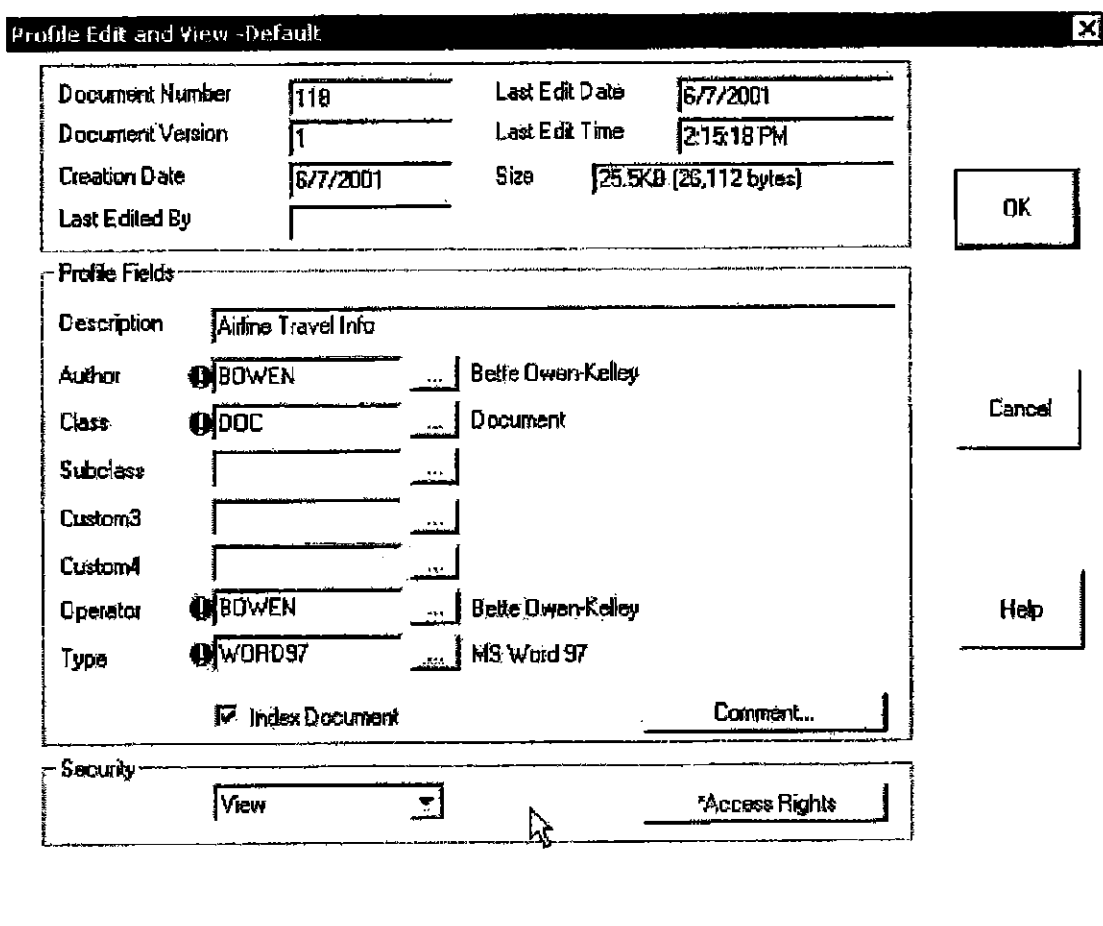 Profile Edit and View -Default
Document Number 118 Last Edit Date 6/7/2001
Document Version 1 Last Edit Time 2:15:18 PM
Creation Date 6/7/2001 Size 25.5KB (26,112 bytes)
Last Edited By
OK
Profile Fields
Description Airline Travel Info
Author BOWEN ... Bette Owen-Kelley
Class DOC ... Document
Cancel
Subclass ...
Custom3 ...
Custom4 ...
Operator BOWEN ... Bette Owen-Kelley
Help
Type WORD97 ... MS Word 97
Index Document Comment...
Security
View *Access Rights